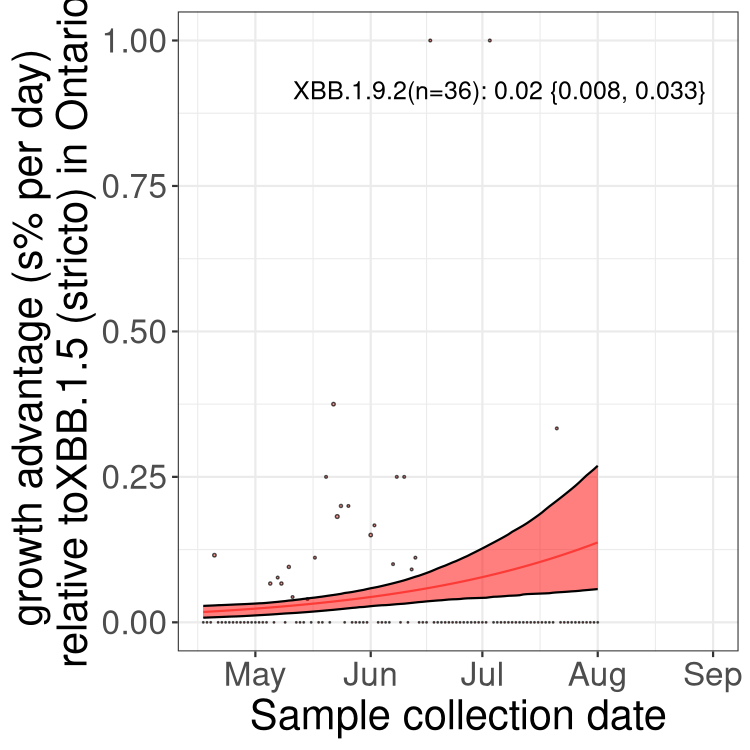 growth advantage (s% per day)
relative toXBB.1.5 (stricto) in Ontario
1.00
0.75
0.50
0.25
0.00
XBB.1.9.2(n=36): 0.02 {0.008, 0.033}
May Jun Jul Aug Sep
Sample collection date